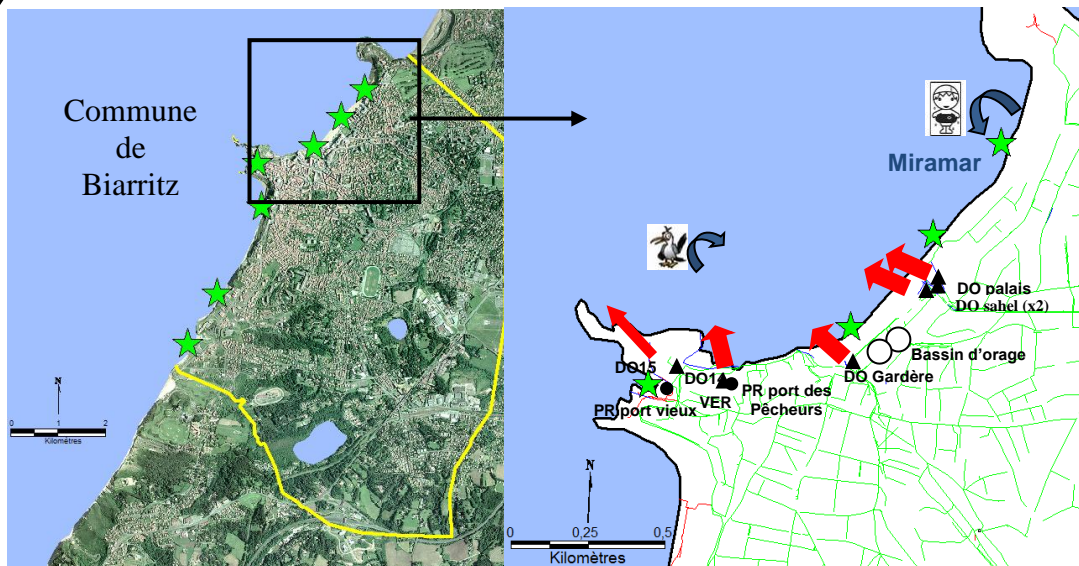 Commune
de
Biarritz
N
0 1 2
Kilomètres
Miramar
DO palais
DO sahel (x2)
Bassin d'orage
DO Gardère
DO15
DO1
VER
PR port des
Pêcheurs
PR port vieux
N
0 0,25 0,5
Kilomètres